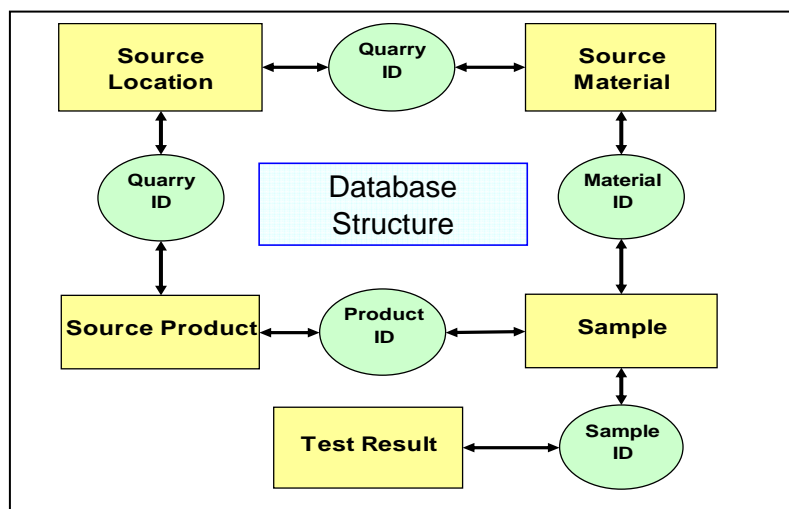 Source
Location
Quarry
ID
Source
Material
Quarry
ID
Database
Structure
Material
ID
Source Product
Product
ID
Sample
Test Result
Sample
ID